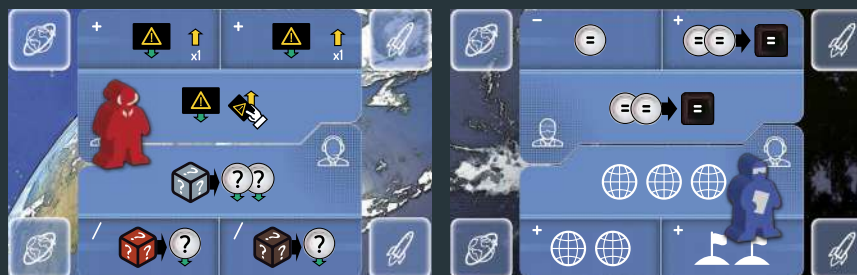 + +
x1 x1
? ? ? ? ?
/ ? ? ? ? / ? ? ? ?
- = + = = =
= = =
+ +